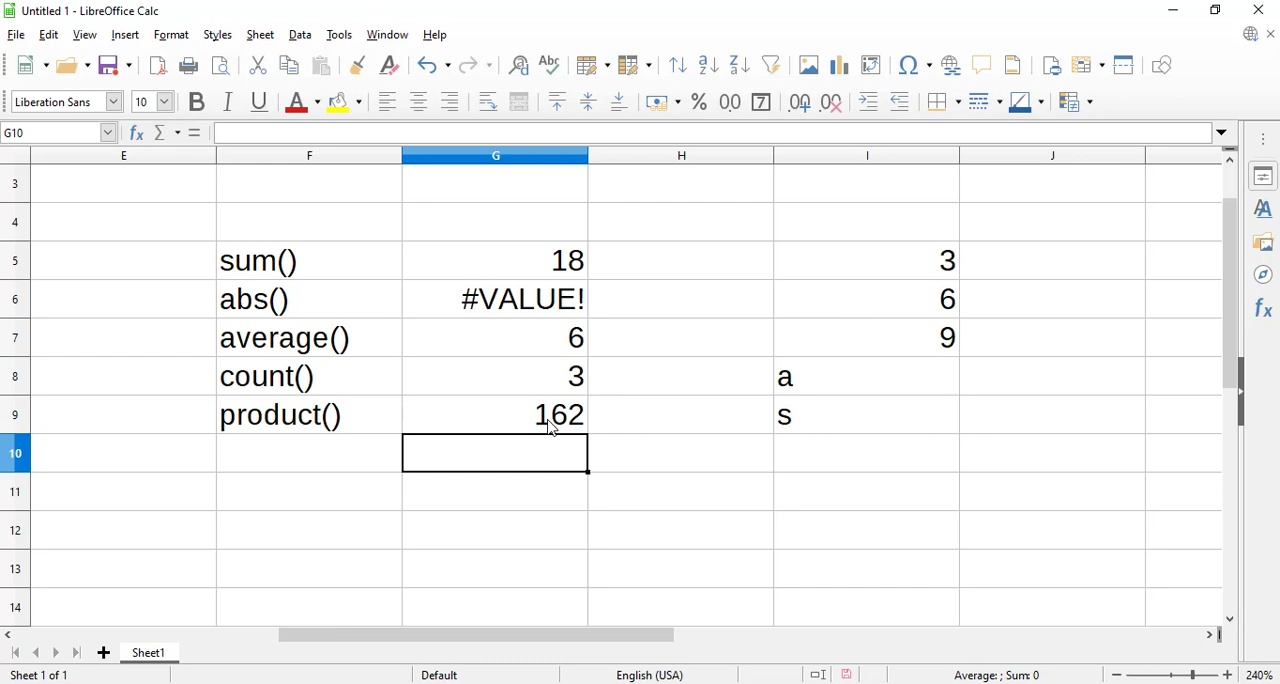 Untitled 1 - LibreOffice Calc
File Edit View Insert Format Styles Sheet Data Tools Window Help
Liberation Sans 10
G10
E F G H I J
3
4
5 sum() 18 3
6 abs() #VALUE! 6
7 average() 6 9
8 count() 3 a
9 product() 162 s
10
11
12
13
14
Sheet1
Sheet 1 of 1 Default English (USA) Average: ; Sum: 0 240%